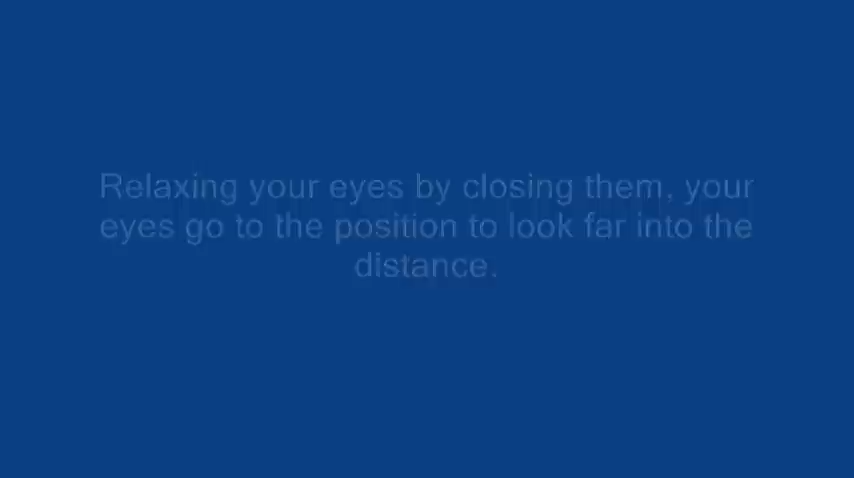 Relaxing your eyes by closing them, your
eyes go to the position to look far into the
distance.